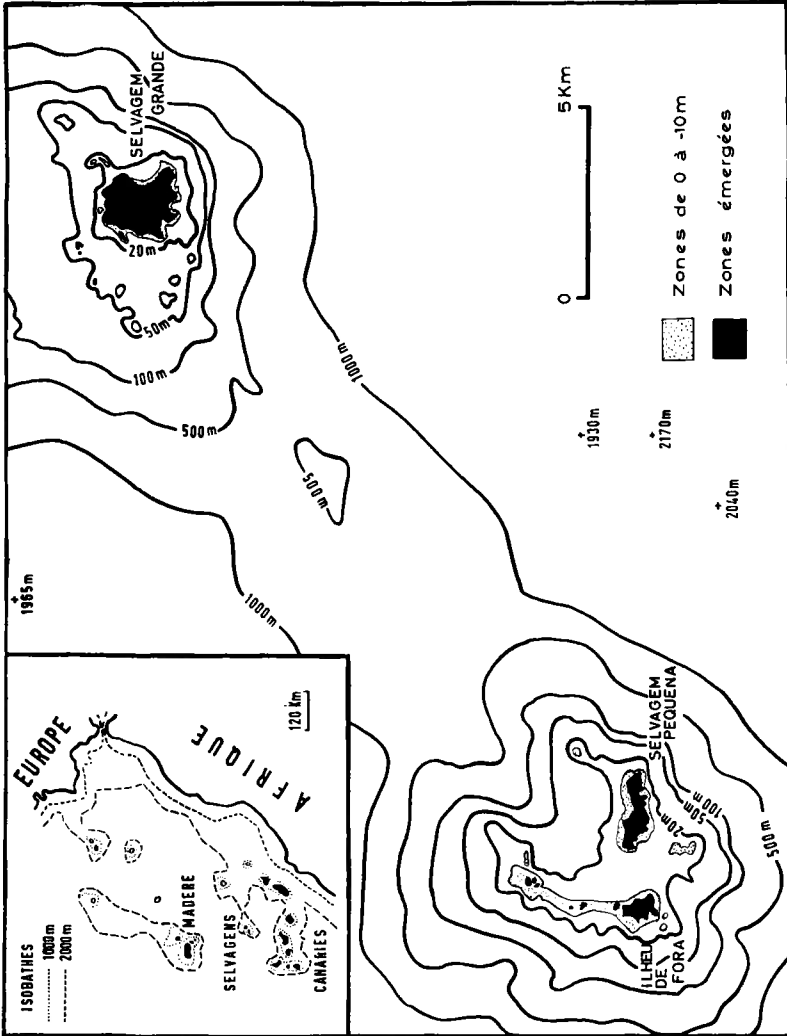 ISOBATHES
1000m
2000m
EUROPE
AFRIQUE
MADERE
SELVAGENS
CANARIES
120 Km
1965m
1000m
500m
500m
100m
50m
20m
SELVAGEM
GRANDE
1000m
ILHEU
DE
FORA
SELVAGEM
PEQUENA
20m
50m
100m
500m
1930m
2170m
2040m
0
5Km
Zones de 0 à -10m
Zones émergées